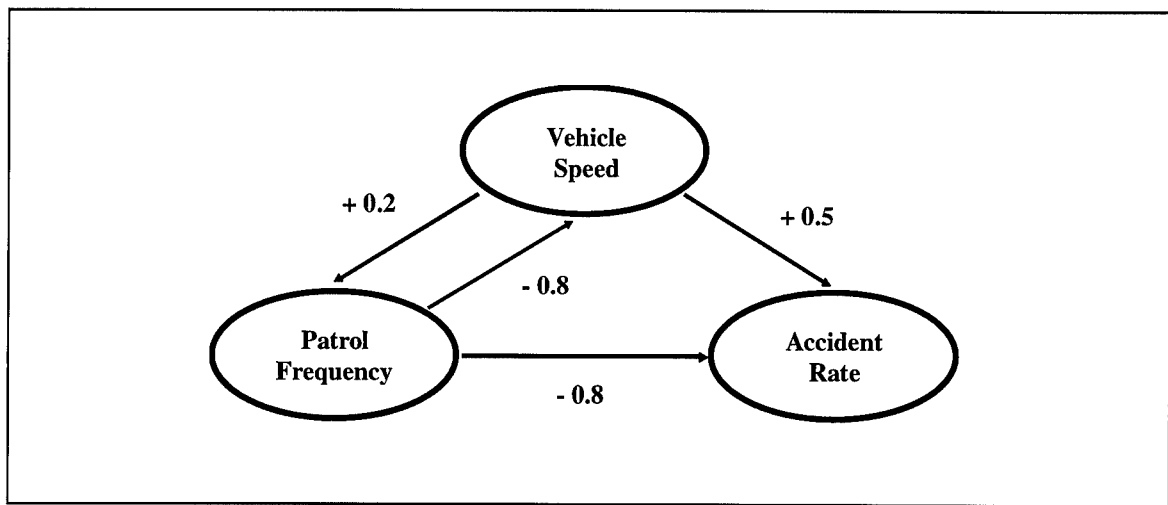 Vehicle
Speed
+ 0.2
+ 0.5
- 0.8
Patrol
Frequency
Accident
Rate
- 0.8